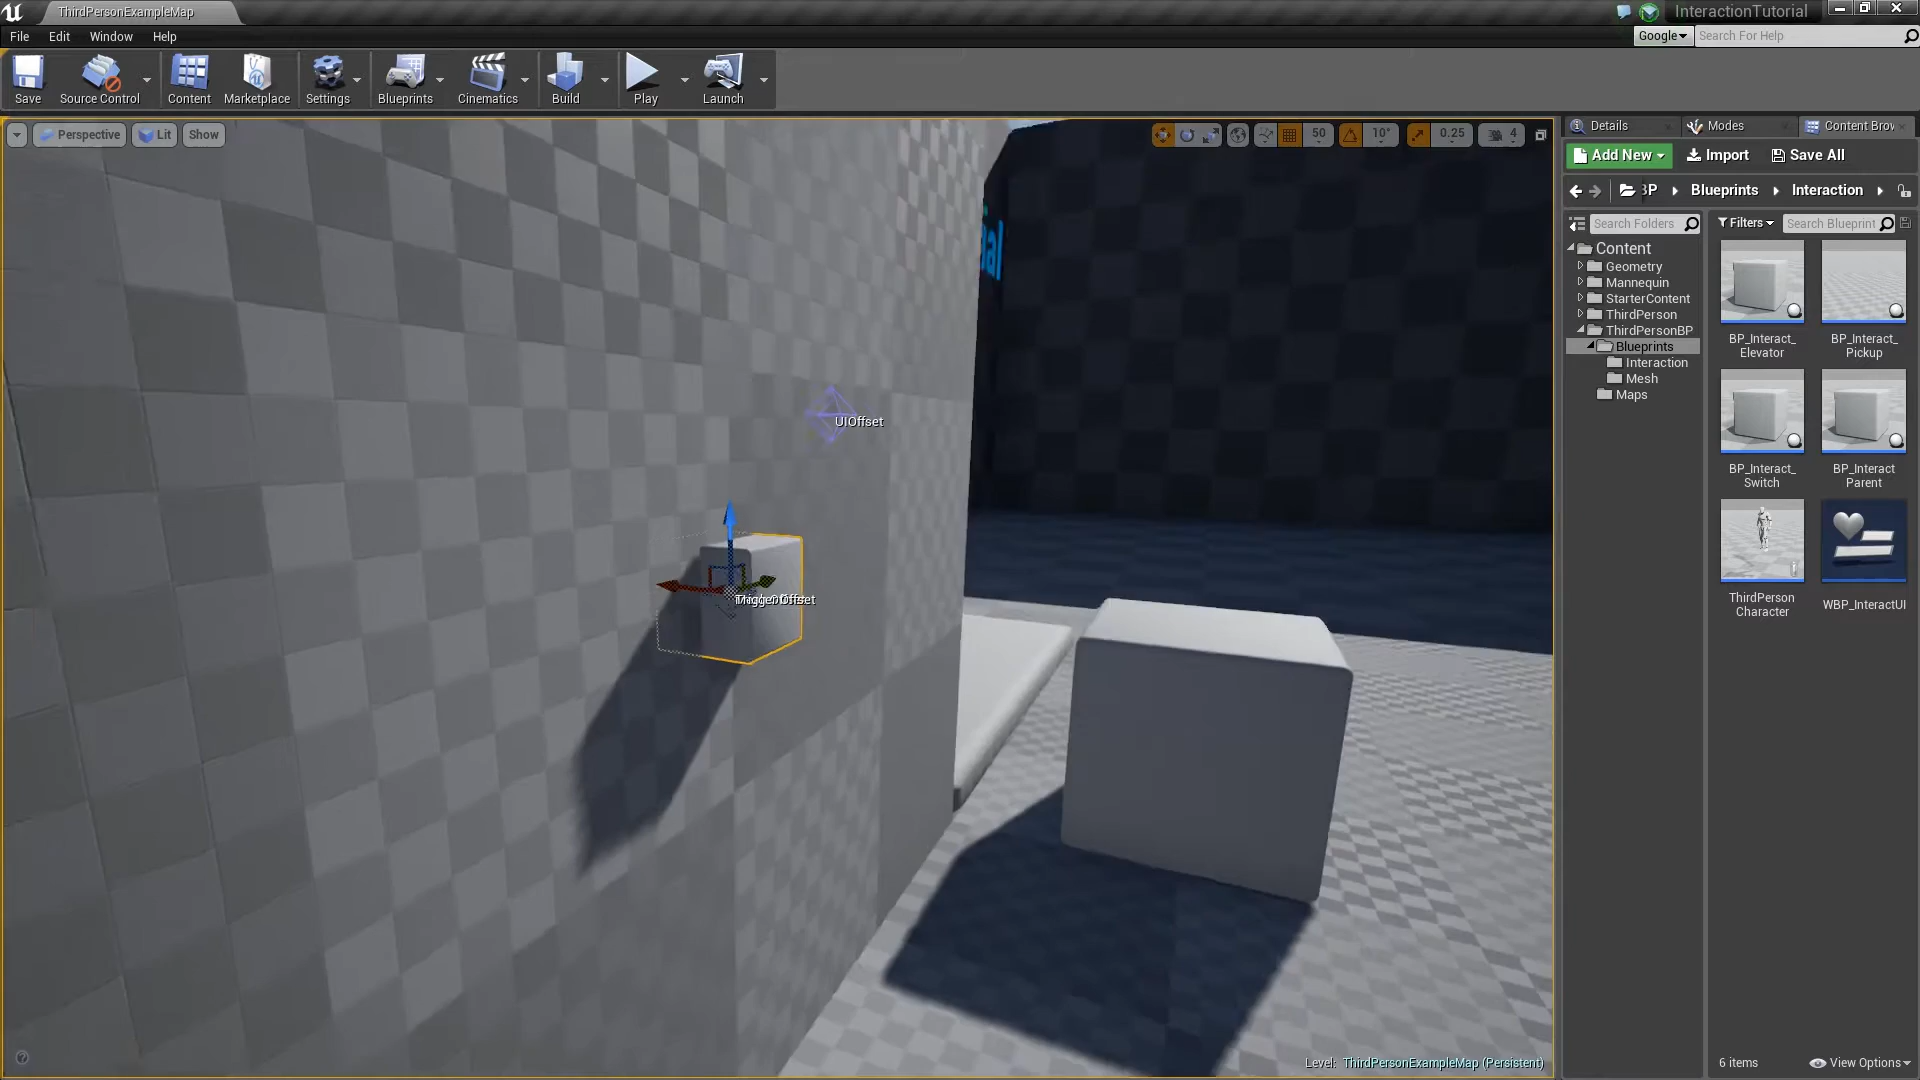 ThirdPersonExampleMap
InteractionTutorial
File Edit Window Help
Google
Search For Help
Save
Source Control
Content
Marketplace
Settings
Blueprints
Cinematics
Build
Play
Launch
Perspective
Lit
Show
50
10°
0.25
4
Details
Modes
Content Brow
Add New
Import
Save All
BP
Blueprints
Interaction
Search Folders
Filters
Search Blueprint
Content
Geometry
Mannequin
StarterContent
ThirdPerson
ThirdPersonBP
Blueprints
Interaction
Mesh
Maps
BP_Interact_
Elevator
BP_Interact_
Pickup
BP_Interact_
Switch
BP_Interact
Parent
ThirdPerson
Character
WBP_InteractUI
UIOffset
ial
Level: ThirdPersonExampleMap (Persistent)
6 items
View Options